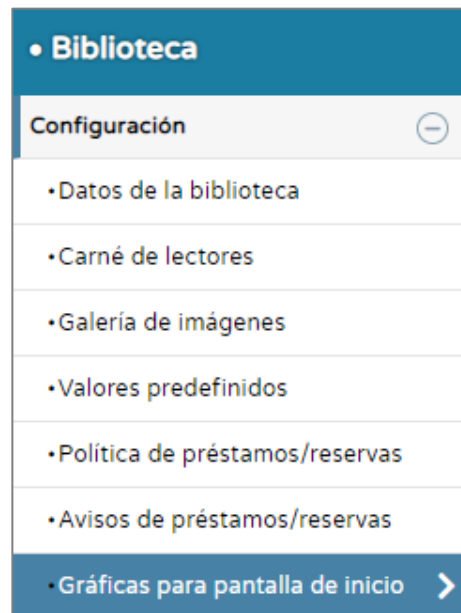 • Biblioteca
Configuración
•Datos de la biblioteca
•Carné de lectores
•Galería de imágenes
•Valores predefinidos
•Política de préstamos/reservas
•Avisos de préstamos/reservas
•Gráficas para pantalla de inicio